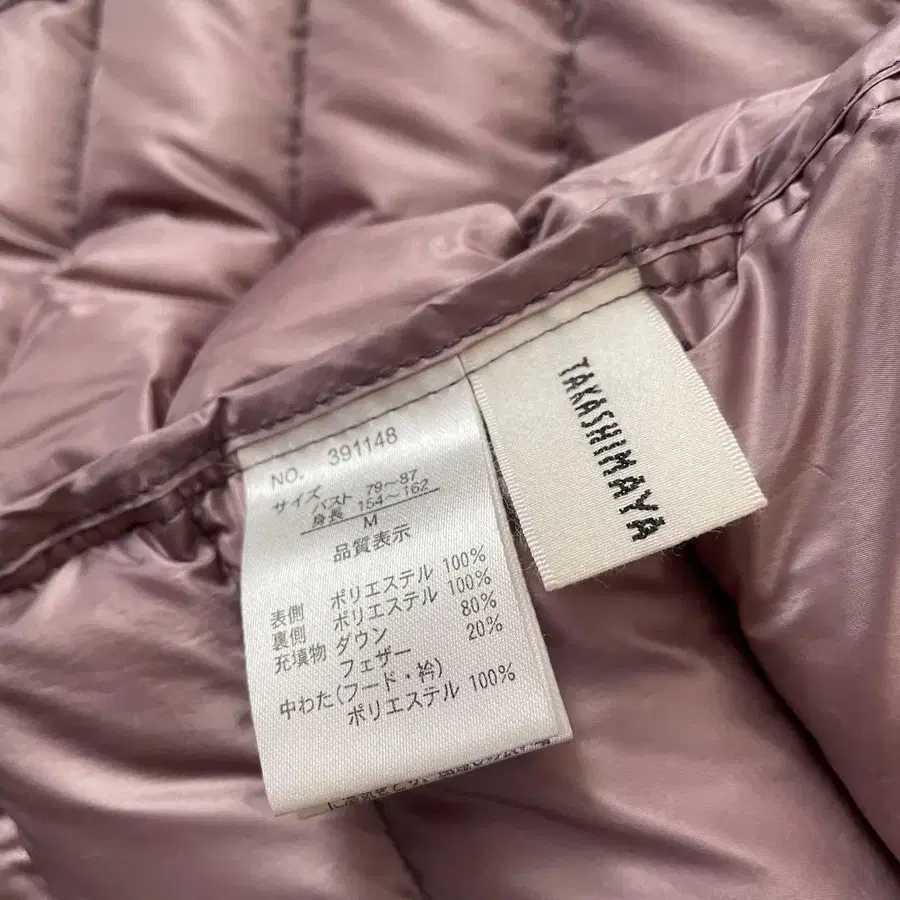 NO. 391148
サイズ バスト 79～87
身長 154～162
M
品質表示
表側 ポリエステル 100%
裏側 ポリエステル 100%
充填物 ダウン 80%
フェザー 20%
中わた(フード・衿)
ポリエステル 100%
TAKASHIMAYA